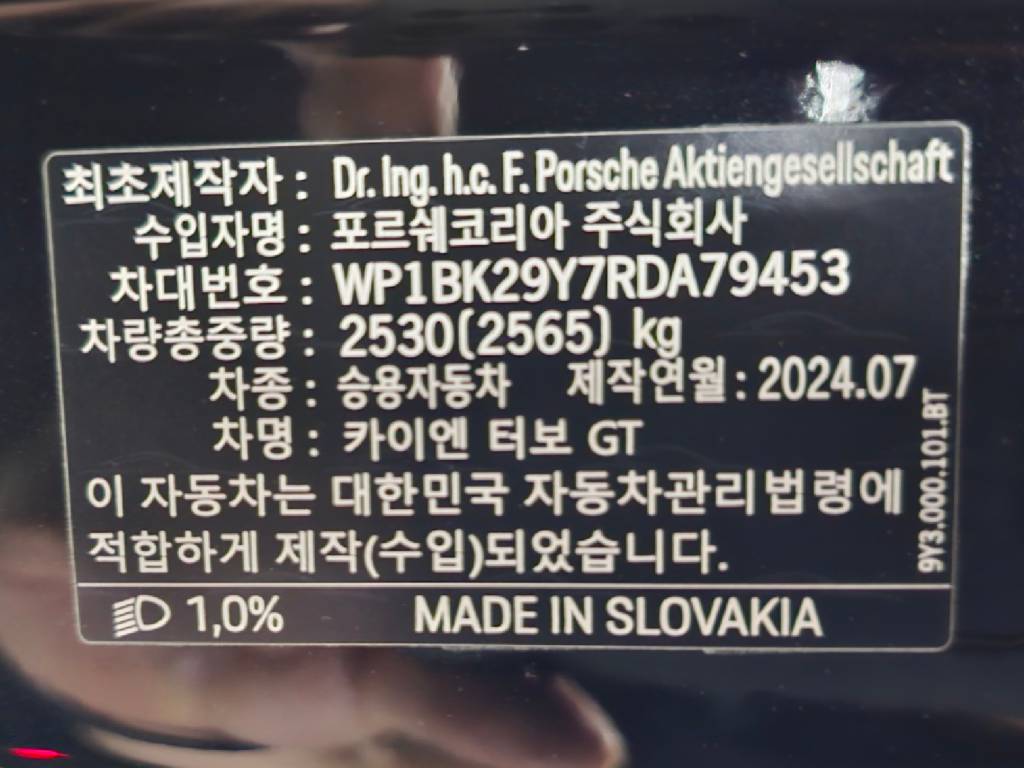 최초제작자 : Dr. Ing. h.c. F. Porsche Aktiengesellschaft
수입자명 : 포르쉐코리아 주식회사
차대번호 : WP1BK29Y7RDA79453
차량총중량 : 2530(2565) kg
차종 : 승용자동차 제작연월 : 2024.07
차명 : 카이엔 터보 GT
이 자동차는 대한민국 자동차관리법령에
적합하게 제작(수입)되었습니다.
9Y3.000.101.BT
1,0% MADE IN SLOVAKIA